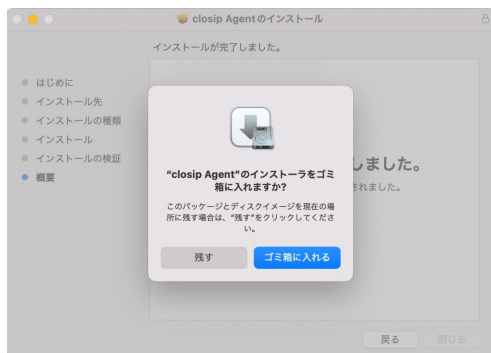 closip Agentのインストール
インストールが完了しました。
はじめに
インストール先
インストールの種類
インストール
インストールの検証
概要
しました。
されました。
“closip Agent”のインストーラをゴミ
箱に入れますか?
このパッケージとディスクイメージを現在の場
所に残す場合は、“残す”をクリックしてくださ
い。
残す
ゴミ箱に入れる
戻る
閉じる